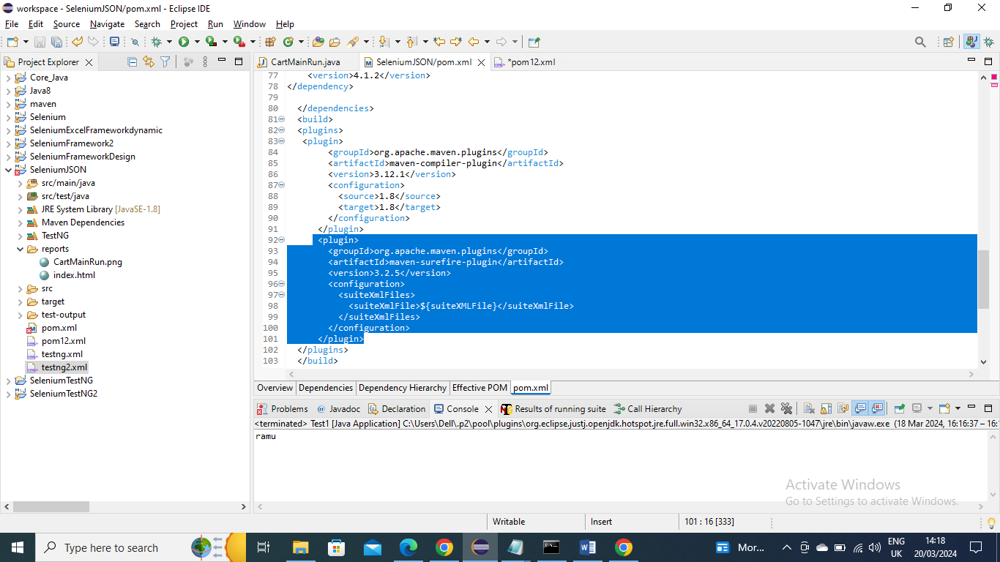 workspace - SeleniumJSON/pom.xml - Eclipse IDE
File Edit Source Navigate Search Project Run Window Help
Project Explorer
Core_Java
Java8
maven
Selenium
SeleniumExcelFrameworkdynamic
SeleniumFramework2
SeleniumFrameworkDesign
SeleniumJSON
src/main/java
src/test/java
JRE System Library [JavaSE-1.8]
Maven Dependencies
TestNG
reports
CartMainRun.png
index.html
src
target
test-output
pom.xml
pom12.xml
testng.xml
testng2.xml
SeleniumTestNG
SeleniumTestNG2
CartMainRun.java SeleniumJSON/pom.xml *pom12.xml
77 <version>4.1.2</version>
78 </dependency>
79
80 </dependencies>
81 <build>
82 <plugins>
83 <plugin>
84 <groupId>org.apache.maven.plugins</groupId>
85 <artifactId>maven-compiler-plugin</artifactId>
86 <version>3.12.1</version>
87 <configuration>
88 <source>1.8</source>
89 <target>1.8</target>
90 </configuration>
91 </plugin>
92 <plugin>
93 <groupId>org.apache.maven.plugins</groupId>
94 <artifactId>maven-surefire-plugin</artifactId>
95 <version>3.2.5</version>
96 <configuration>
97 <suiteXmlFiles>
98 <suiteXmlFile>${suiteXMLFile}</suiteXmlFile>
99 </suiteXmlFiles>
100 </configuration>
101 </plugin>
102 </plugins>
103 </build>
Overview Dependencies Dependency Hierarchy Effective POM pom.xml
Problems @ Javadoc Declaration Console Results of running suite Call Hierarchy
<terminated> Test1 [Java Application] C:\Users\Dell\.p2\pool\plugins\org.eclipse.justj.openjdk.hotspot.jre.full.win32.x86_64_17.0.4.v20220805-1047\jre\bin\javaw.exe (18 Mar 2024, 16:16:37 – 16:
ramu
Activate Windows
Go to Settings to activate Windows.
Writable Insert 101 : 16 [333]
Type here to search
Mor...
ENG
UK
14:18
20/03/2024